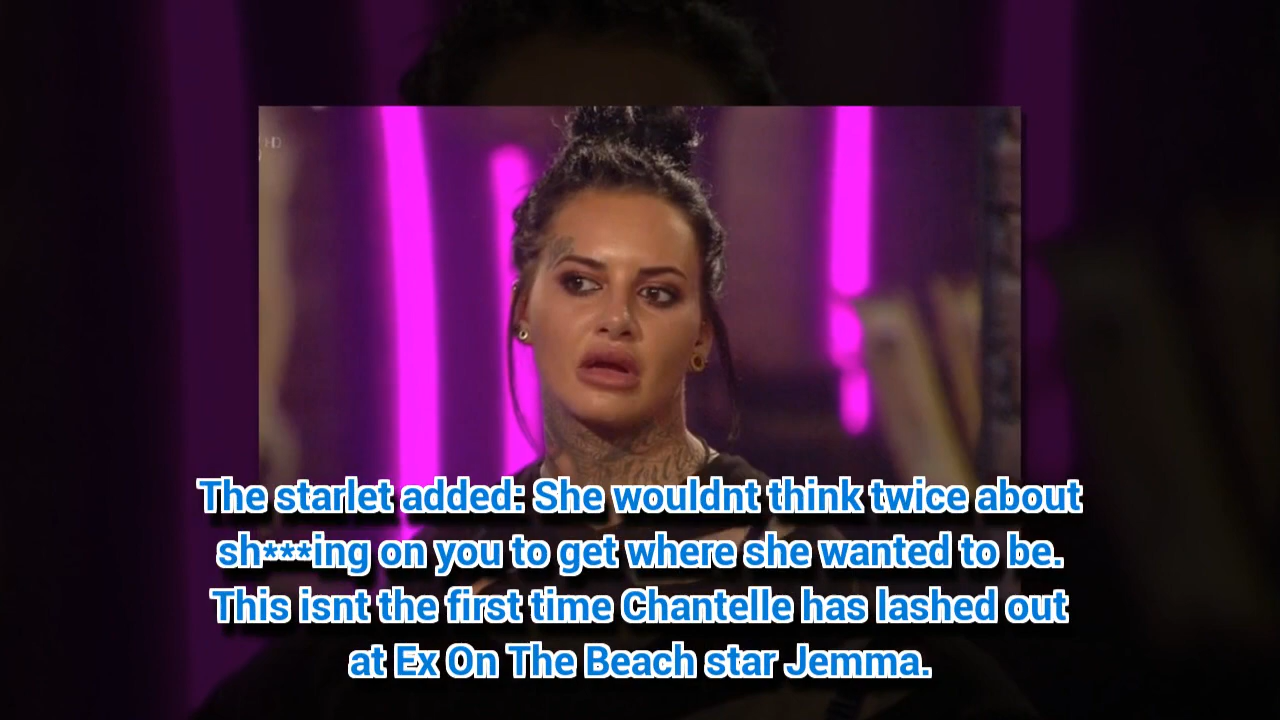 HD
The starlet added: She wouldnt think twice about
sh***ing on you to get where she wanted to be.
This isnt the first time Chantelle has lashed out
at Ex On The Beach star Jemma.